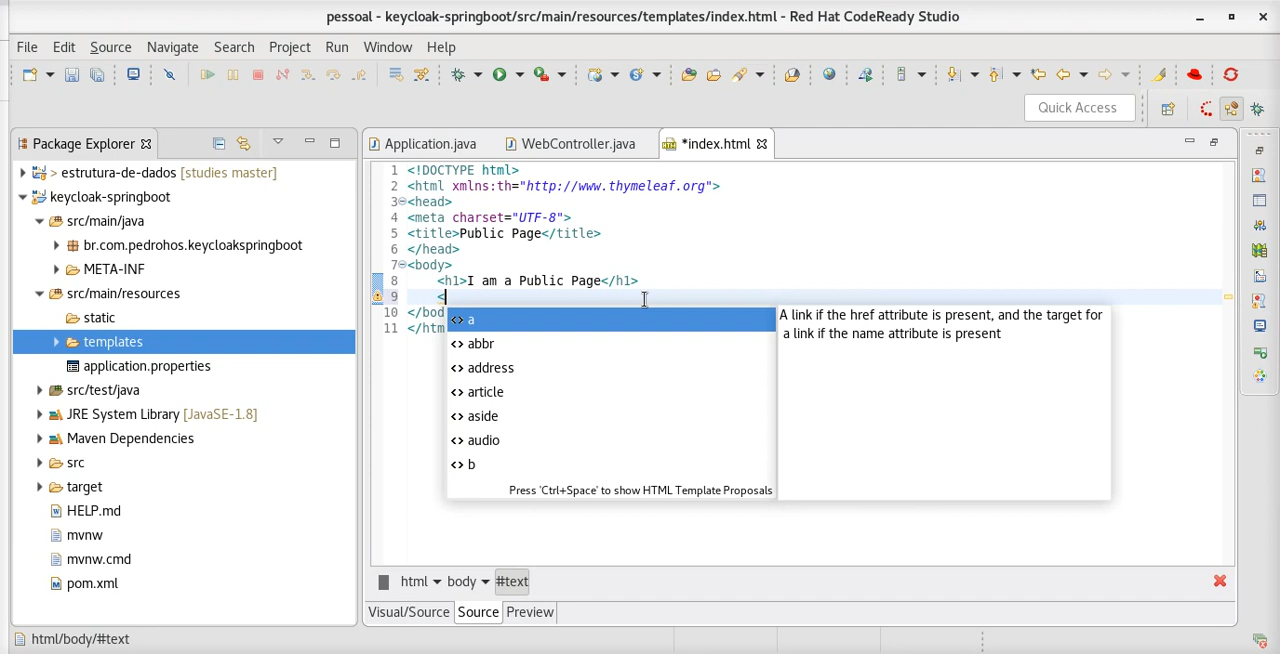 pessoal - keycloak-springboot/src/main/resources/templates/index.html - Red Hat CodeReady Studio
File Edit Source Navigate Search Project Run Window Help
Quick Access
Package Explorer
> estrutura-de-dados [studies master]
keycloak-springboot
src/main/java
br.com.pedrohos.keycloakspringboot
META-INF
src/main/resources
static
templates
application.properties
src/test/java
JRE System Library [JavaSE-1.8]
Maven Dependencies
src
target
HELP.md
mvnw
mvnw.cmd
pom.xml
Application.java WebController.java *index.html
1 <!DOCTYPE html>
2 <html xmlns:th="http://www.thymeleaf.org">
3 <head>
4 <meta charset="UTF-8">
5 <title>Public Page</title>
6 </head>
7 <body>
8 <h1>I am a Public Page</h1>
9 <
10 </bod
11 </htm
a
abbr
address
article
aside
audio
b
Press 'Ctrl+Space' to show HTML Template Proposals
A link if the href attribute is present, and the target for
a link if the name attribute is present
html body #text
Visual/Source Source Preview
html/body/#text